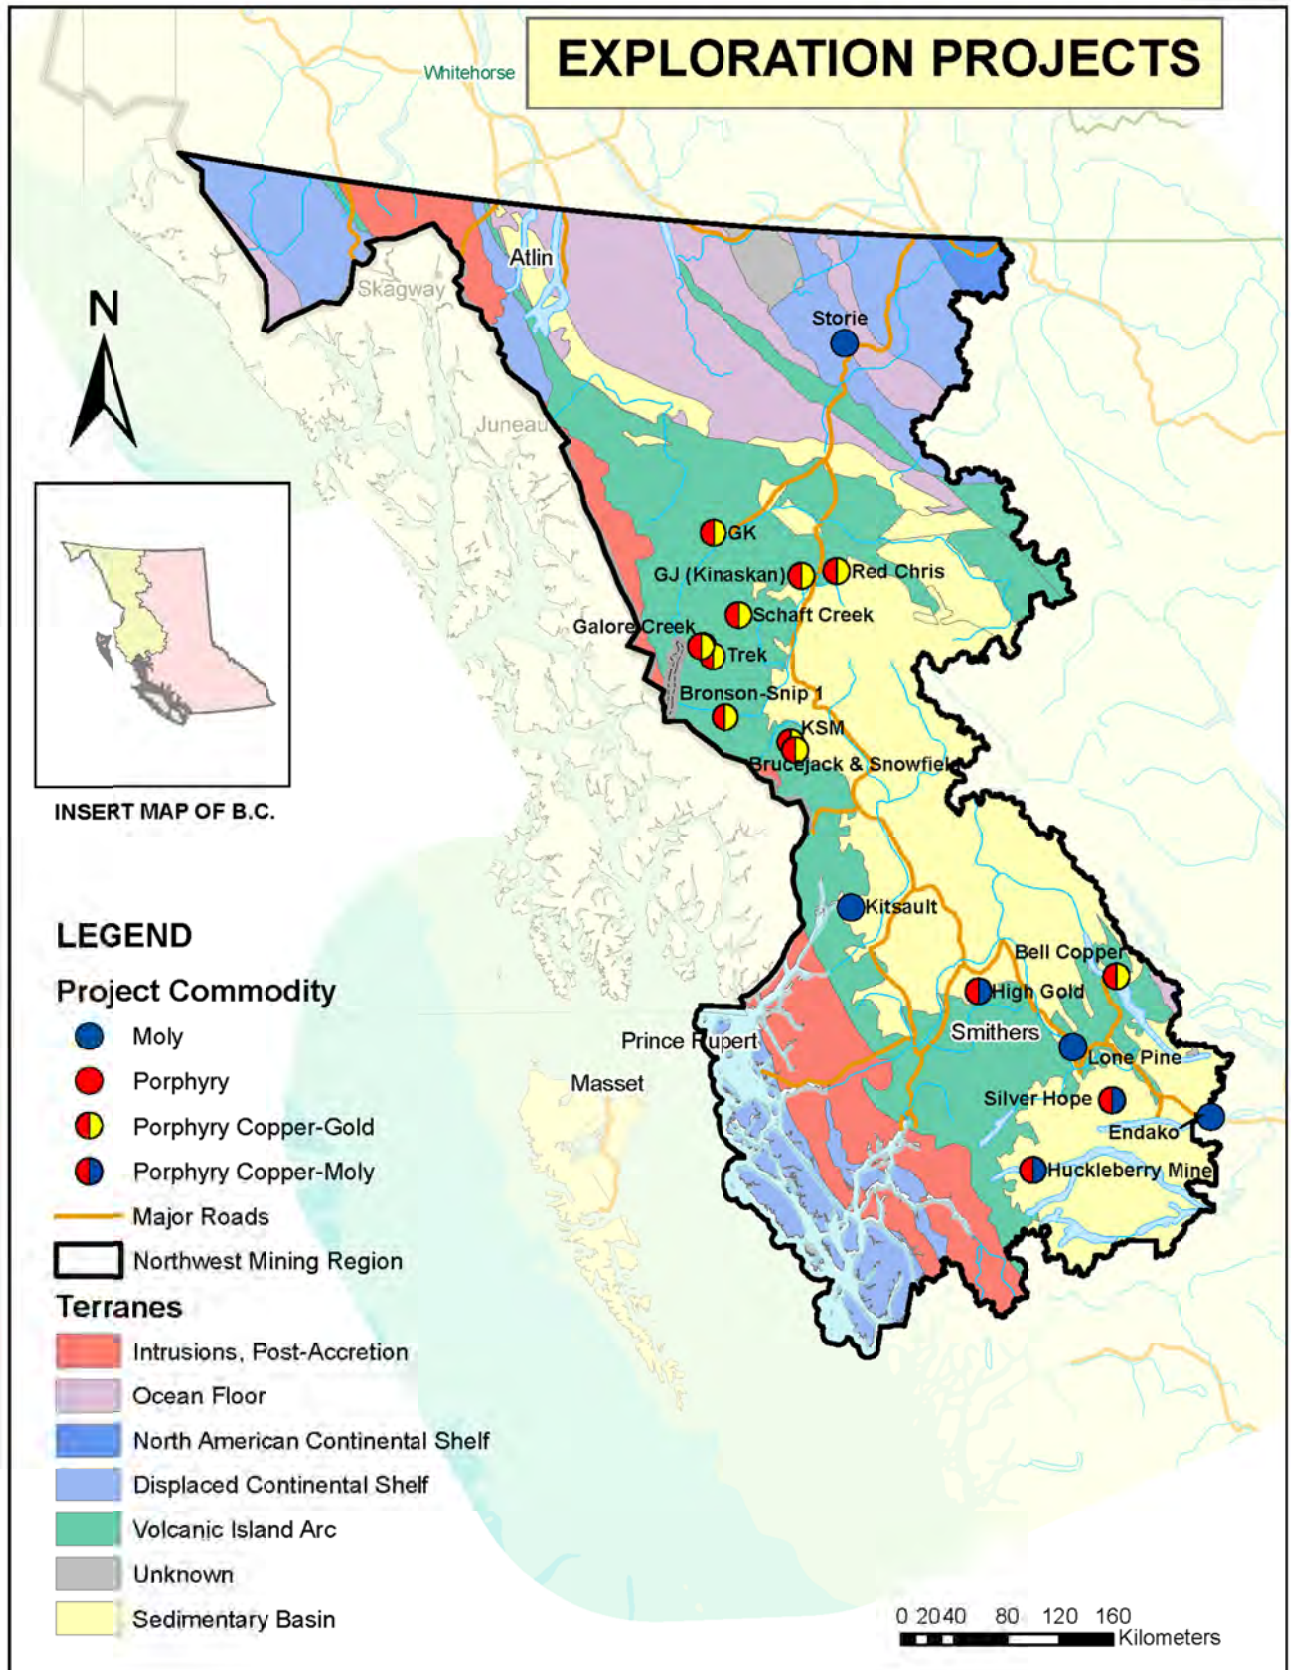 EXPLORATION PROJECTS
Whitehorse
Atlin
Skagway
N
Storie
Juneau
GK
GJ (Kinaskan)
Red Chris
Schaft Creek
Galore Creek
Trek
Bronson-Snip 1
KSM
Brucejack & Snowfield
INSERT MAP OF B.C.
Kitsault
Bell Copper
High Gold
Smithers
Prince Rupert
Lone Pine
Masset
Silver Hope
Endako
Huckleberry Mine
LEGEND
Project Commodity
Moly
Porphyry
Porphyry Copper-Gold
Porphyry Copper-Moly
Major Roads
Northwest Mining Region
Terranes
Intrusions, Post-Accretion
Ocean Floor
North American Continental Shelf
Displaced Continental Shelf
Volcanic Island Arc
Unknown
Sedimentary Basin
0 20 40 80 120 160
Kilometers